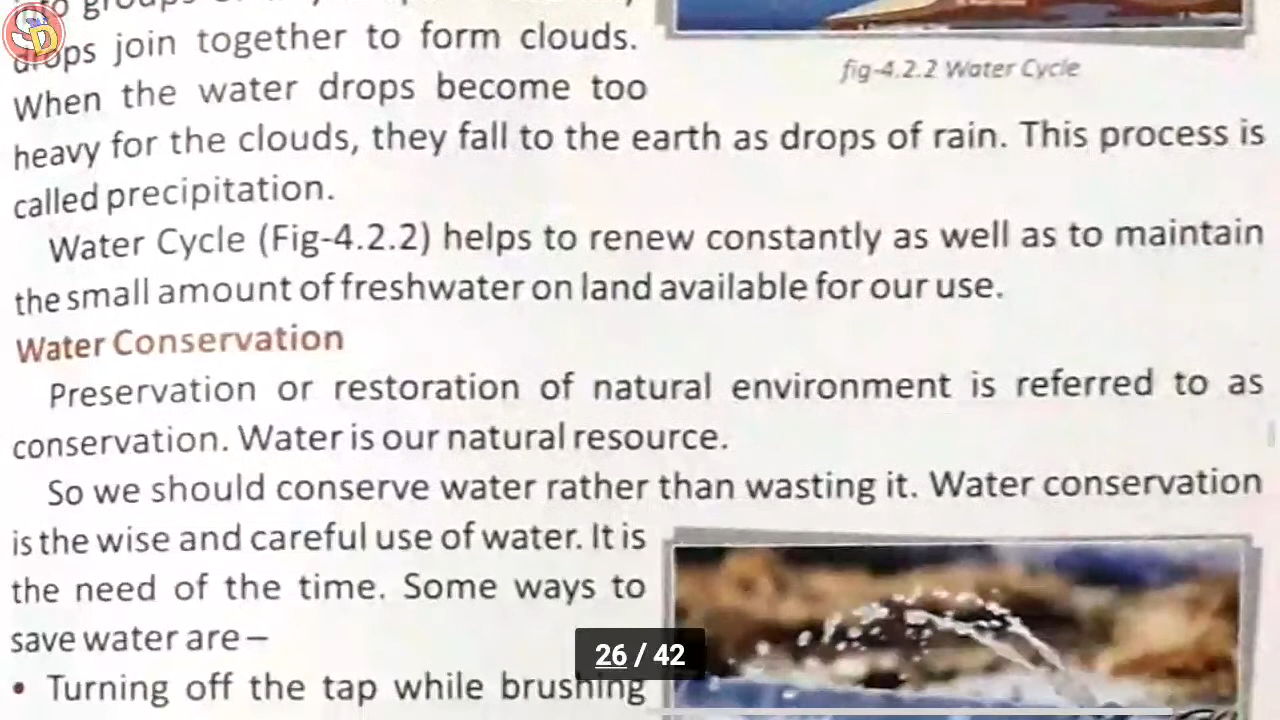 drops join together to form clouds.
fig-4.2.2 Water Cycle
When the water drops become too
heavy for the clouds, they fall to the earth as drops of rain. This process is
called precipitation.
Water Cycle (Fig-4.2.2) helps to renew constantly as well as to maintain
the small amount of freshwater on land available for our use.
Water Conservation
Preservation or restoration of natural environment is referred to as
conservation. Water is our natural resource.
So we should conserve water rather than wasting it. Water conservation
is the wise and careful use of water. It is
the need of the time. Some ways to
save water are –
26 / 42
• Turning off the tap while brushing